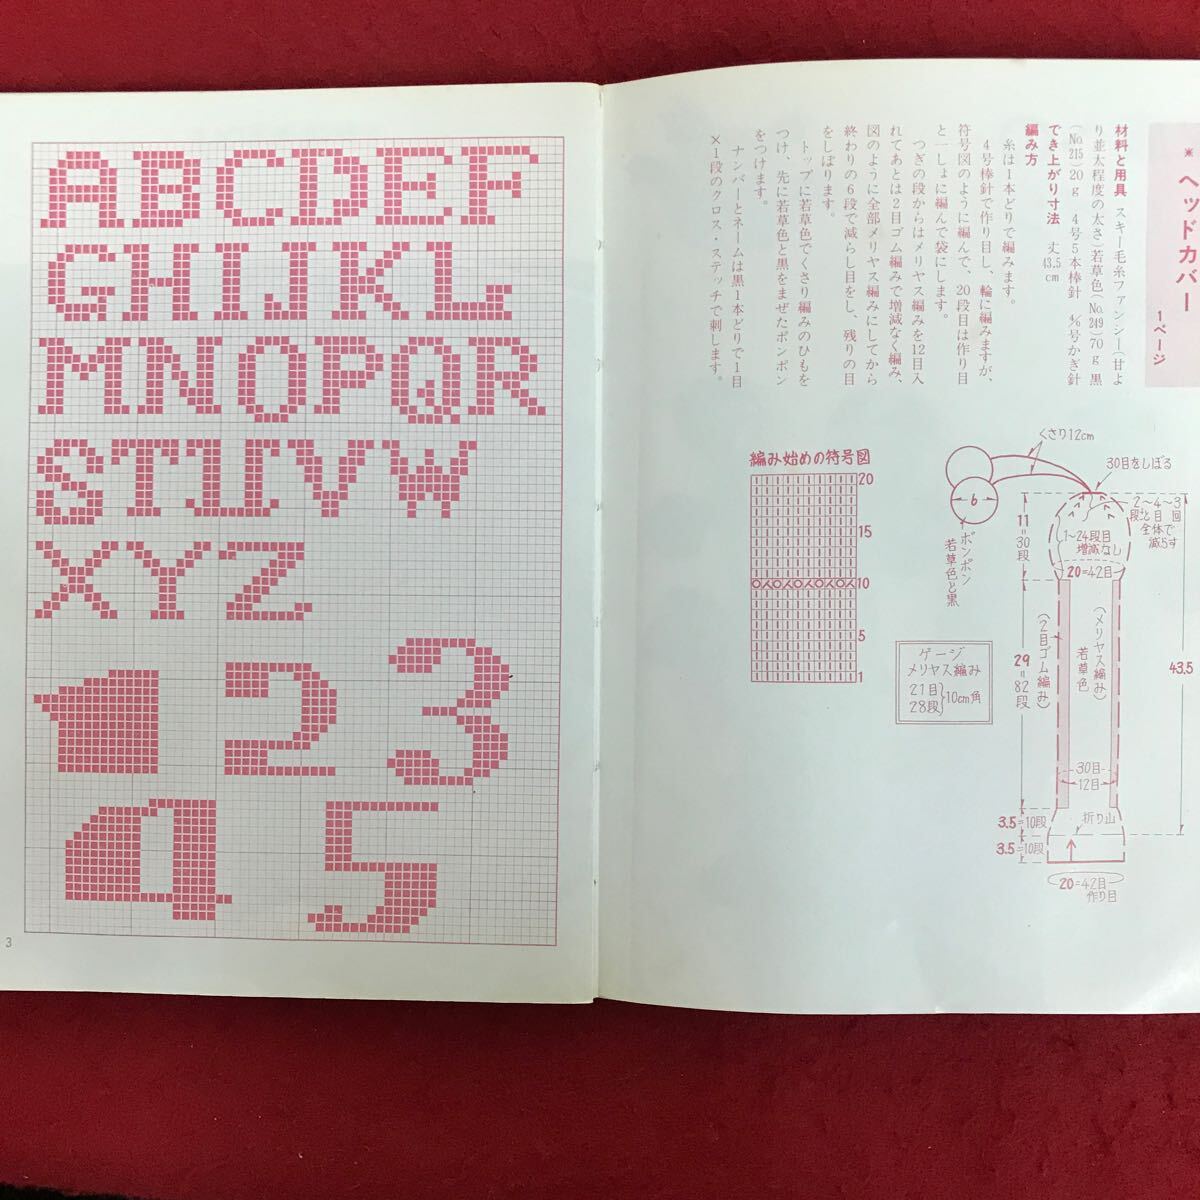 ABCDEF
GHIJKL
MNOPQR
STUVW
XYZ
1 2 3
4 5
3
＊ ヘッドカバー
1ページ
材料と用具 スキー毛糸ファンシー(甘よ
り並太程度の太さ)若草色(No.249)70g 黒
(No.215)20g 4号5本棒針 4/0号かぎ針
でき上がり寸法 丈43.5cm
編み方
糸は1本どりで編みます。
4号棒針で作り目し、輪に編みますが、
符号図のように編んで、20段目は作り目
と一しょに編んで袋にします。
つぎの段からはメリヤス編みを12目入
れてあとは2目ゴム編みで増減なく編み、
図のように全部メリヤス編みにしてから
終わりの6段で減らし目をし、残りの目
をしぼります。
トップに若草色でくさり編みのひもを
つけ、先に若草色と黒をまぜたボンボン
をつけます。
ナンバーとネームは黒1本どりで1目
×1段のクロス・ステッチで刺します。
編み始めの符号図
20
15
10
5
1
くさり12cm
30目をしぼる
6
ボンボン
若草色と黒
2〜4〜3
段ごと目回
全体で
減らす
11=30段
1〜24段目
増減なし
20=42目
ゲージ
メリヤス編み
21目
28段
10cm角
29=82段
(2目ゴム編み)
若草色
(メリヤス編み)
43.5
30目
12目
3.5=10段
折り山
3.5=10段
20=42目
作り目